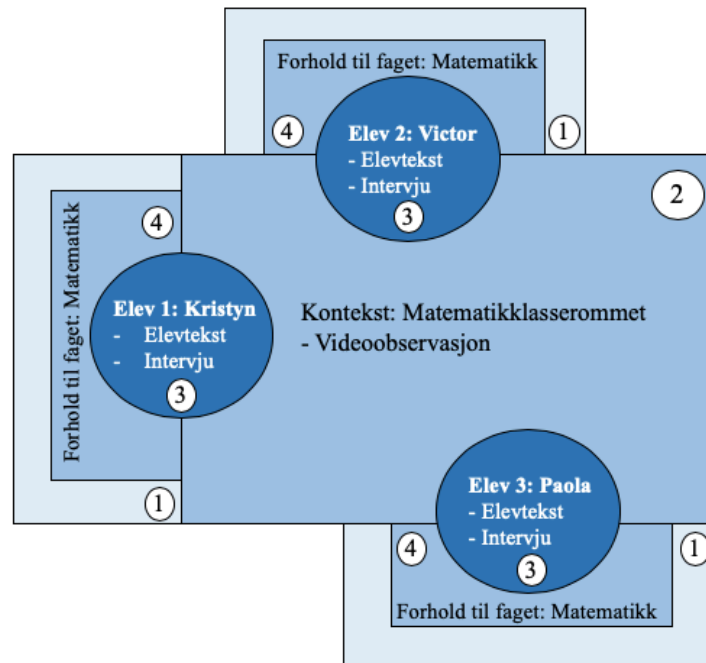 Forhold til faget: Matematikk
4
1
Elev 2: Victor
- Elevtekst
- Intervju
3
2
Forhold til faget: Matematikk
4
Elev 1: Kristyn
- Elevtekst
- Intervju
3
1
Kontekst: Matematikklasserommet
- Videoobservasjon
Elev 3: Paola
- Elevtekst
- Intervju
3
4
1
Forhold til faget: Matematikk